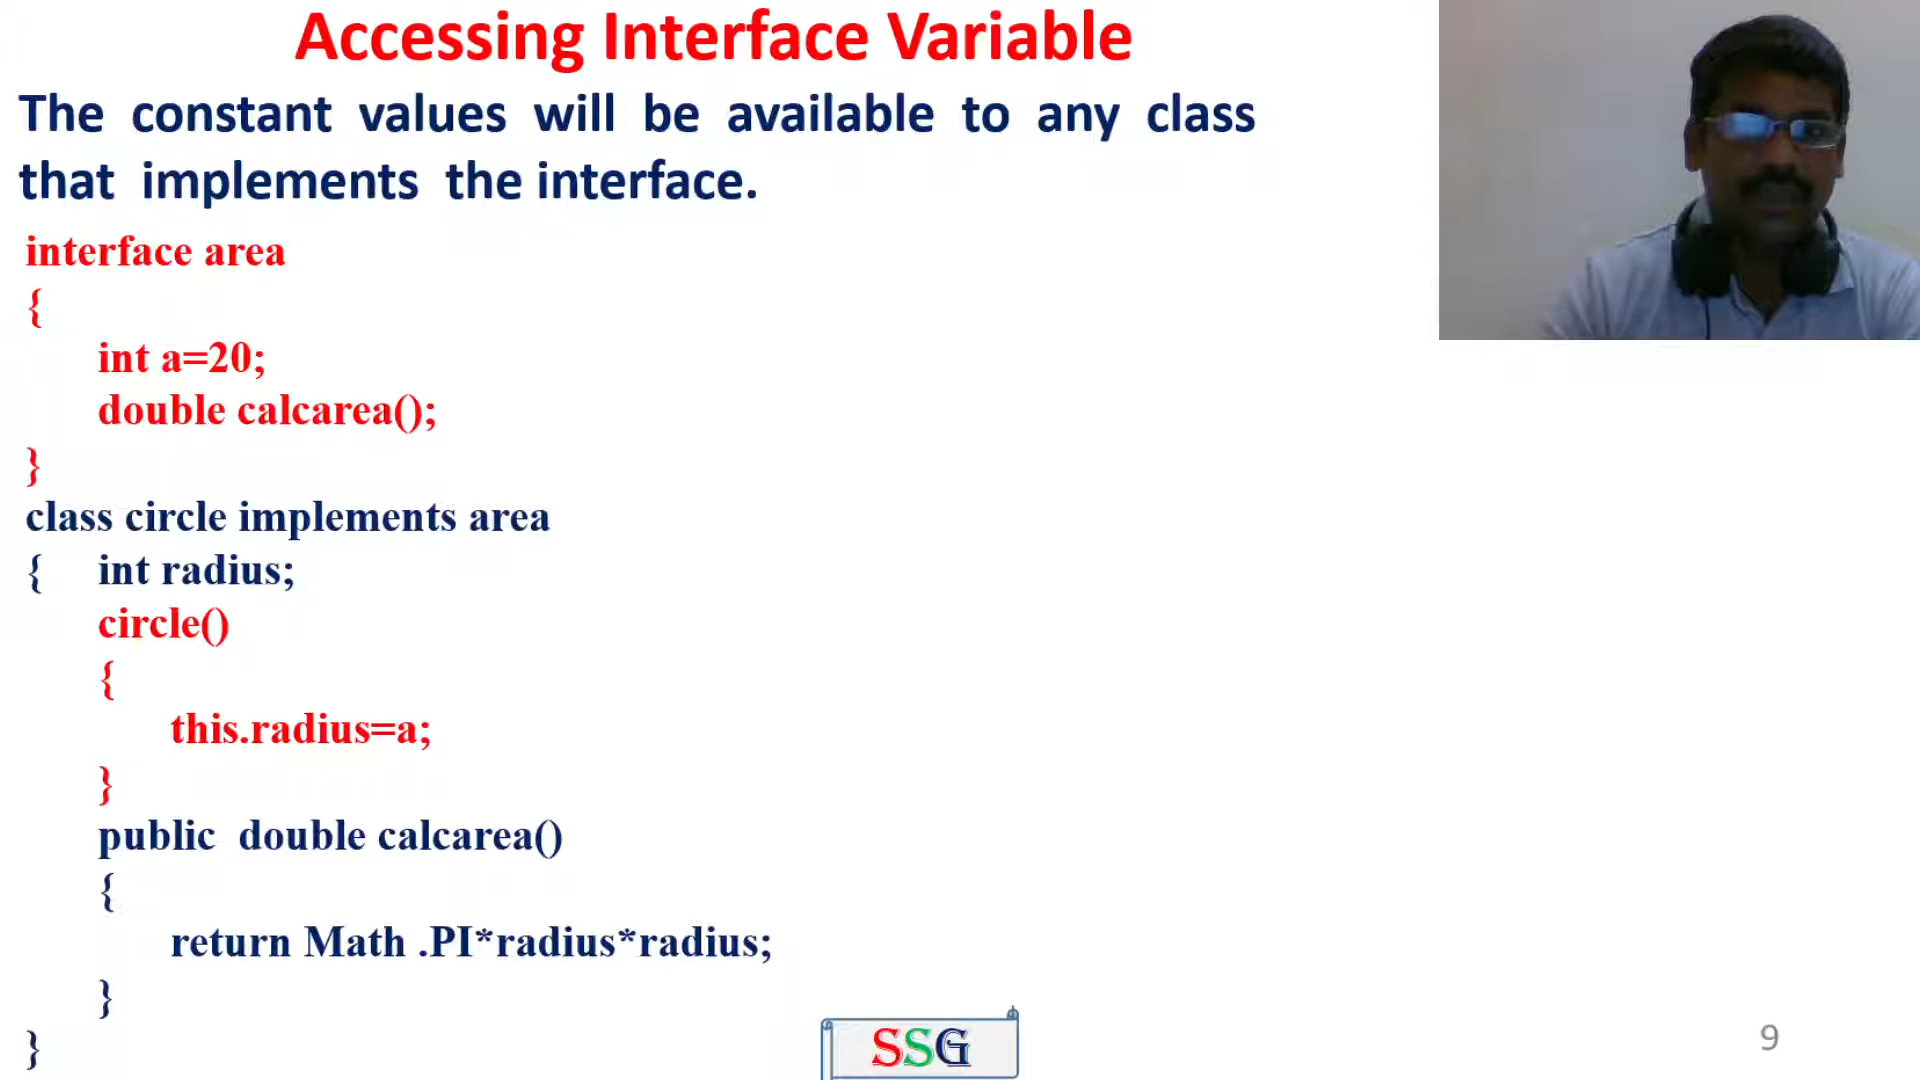 Accessing Interface Variable
The constant values will be available to any class
that implements the interface.
interface area
{
int a=20;
double calcarea();
}
class circle implements area
{ int radius;
circle()
{
this.radius=a;
}
public double calcarea()
{
return Math .PI*radius*radius;
}
}
SSG
9